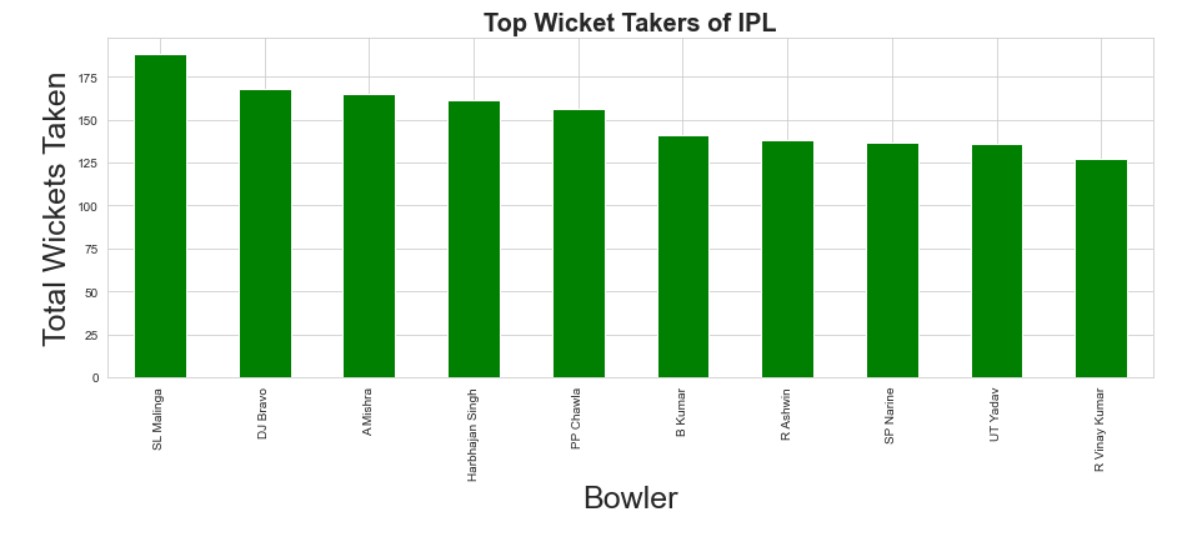 Top Wicket Takers of IPL
Total Wickets Taken
175
150
125
100
75
50
25
0
SL Malinga
DJ Bravo
A Mishra
Harbhajan Singh
PP Chawla
B Kumar
R Ashwin
SP Narine
UT Yadav
R Vinay Kumar
Bowler